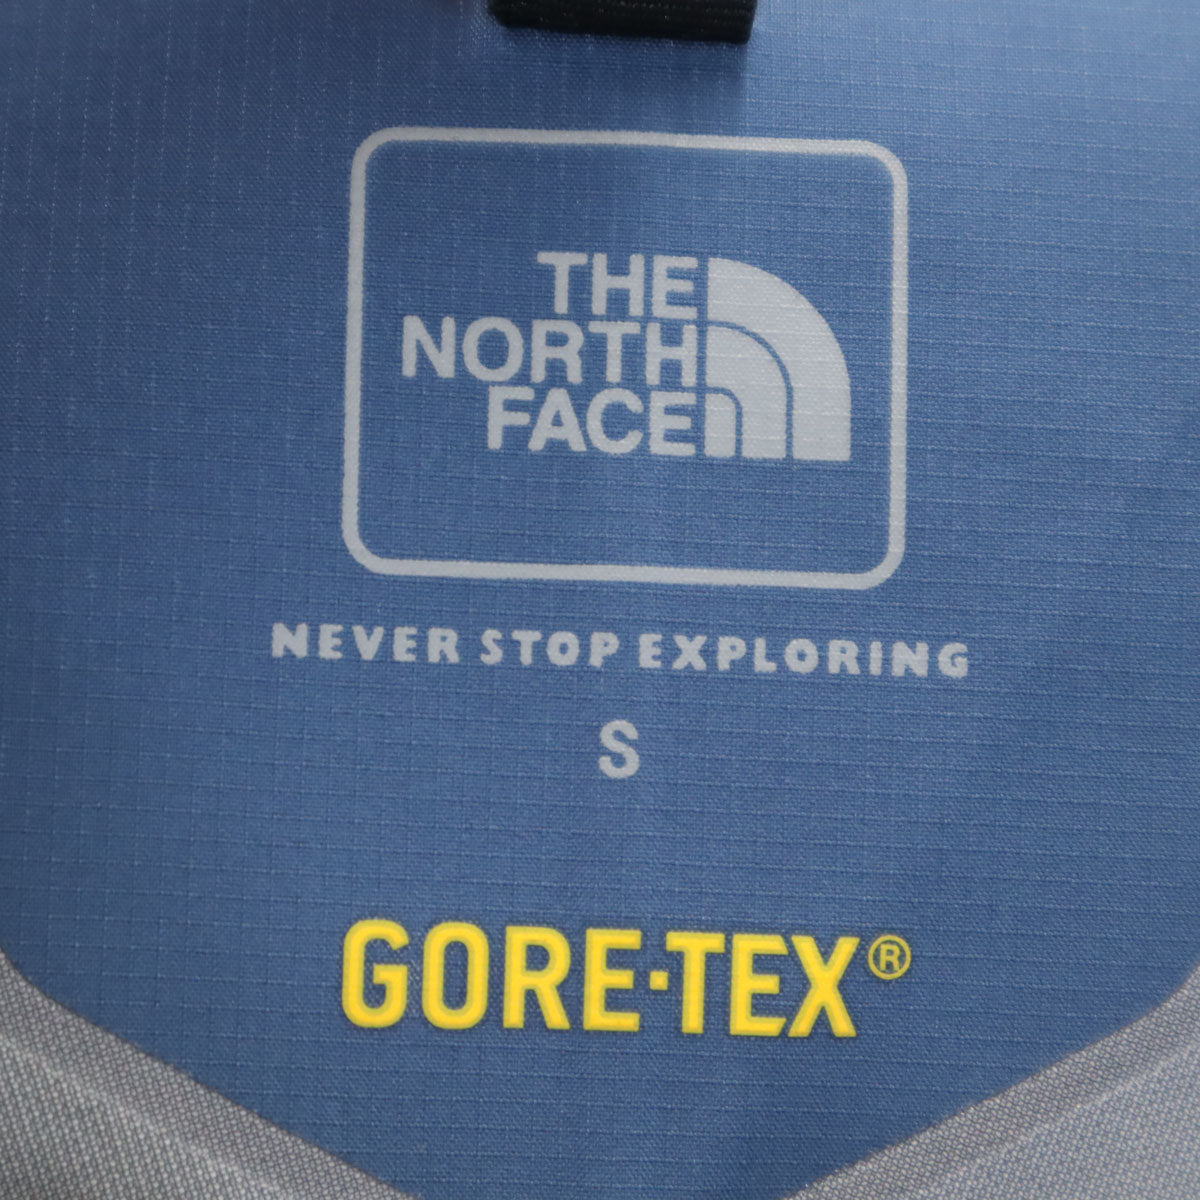 THE
NORTH
FACE
NEVER STOP EXPLORING
S
GORE-TEX®